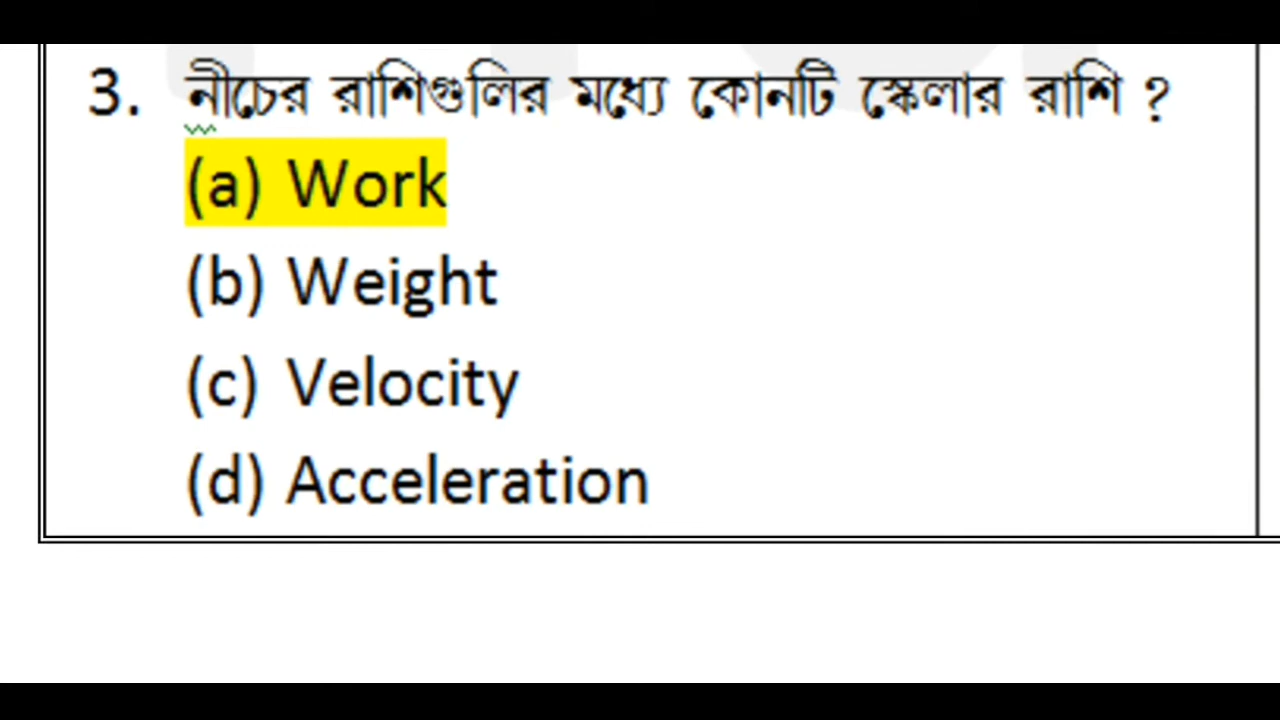 3. নীচের রাশিগুলির মধ্যে কোনটি স্কেলার রাশি ?
(a) Work
(b) Weight
(c) Velocity
(d) Acceleration